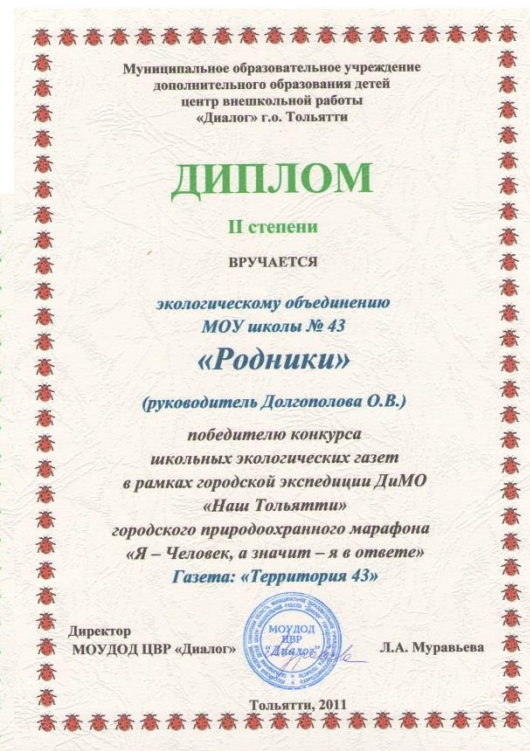 Муниципальное образовательное учреждение
дополнительного образования детей
центр внешкольной работы
«Диалог» г.о. Тольятти
ДИПЛОМ
II степени
ВРУЧАЕТСЯ
экологическому объединению
МОУ школы № 43
«Родники»
(руководитель Долгополова О.В.)
победителю конкурса
школьных экологических газет
в рамках городской экспедиции ДиМО
«Наш Тольятти»
городского природоохранного марафона
«Я – Человек, а значит – я в ответе»
Газета: «Территория 43»
Директор
МОУДОД ЦВР «Диалог»
Л.А. Муравьева
МОУДОД
ЦВР
"Диалог"
Тольятти, 2011